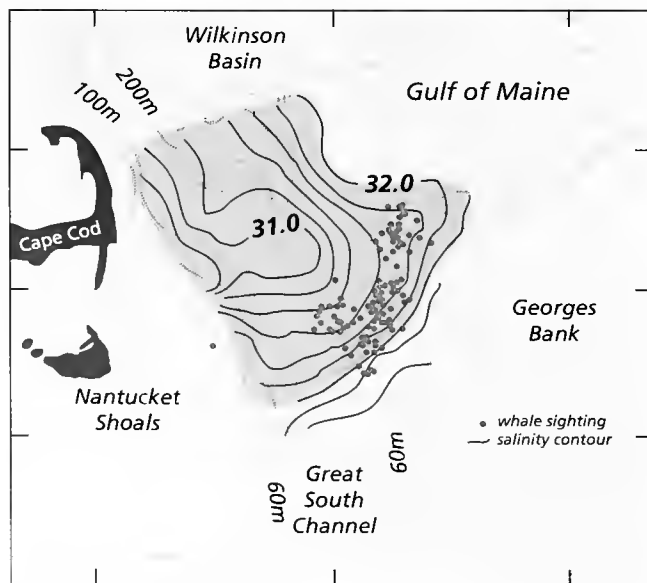 Wilkinson
Basin
Gulf of Maine
200m
100m
32.0
31.0
Cape Cod
Georges
Bank
Nantucket
Shoals
whale sighting
salinity contour
60m
60m
Great
South
Channel